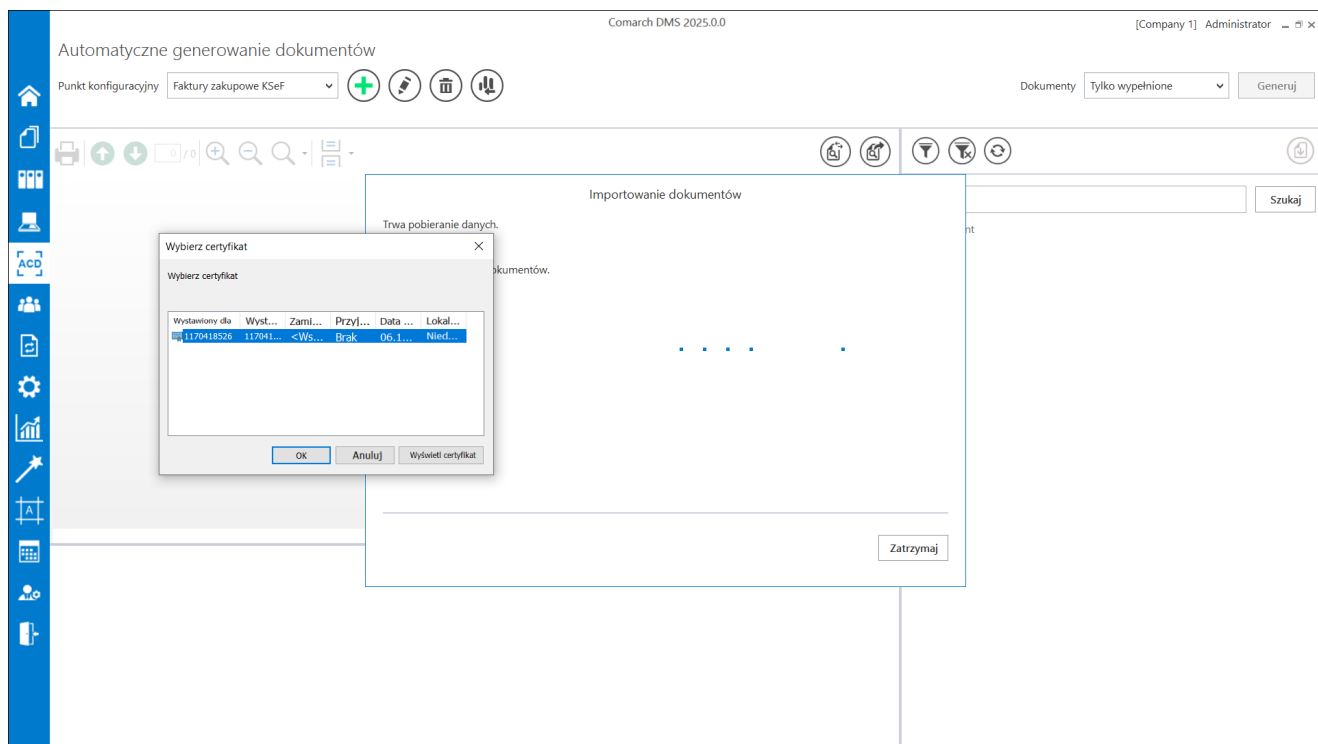 Comarch DMS 2025.0.0
[Company 1] Administrator
Automatyczne generowanie dokumentów
Punkt konfiguracyjny Faktury zakupowe KSeF
Dokumenty Tylko wypełnione Generuj
0 / 0
Importowanie dokumentów
Szukaj
Trwa pobieranie danych.
nt
Wybierz certyfikat
okumentów.
Wybierz certyfikat
Wystawiony dla Wyst... Zami... Przyj... Data ... Lokal...
1170418526 117041... <Ws... Brak 06.1... Nied...
OK Anuluj Wyświetl certyfikat
Zatrzymaj
ACD
A